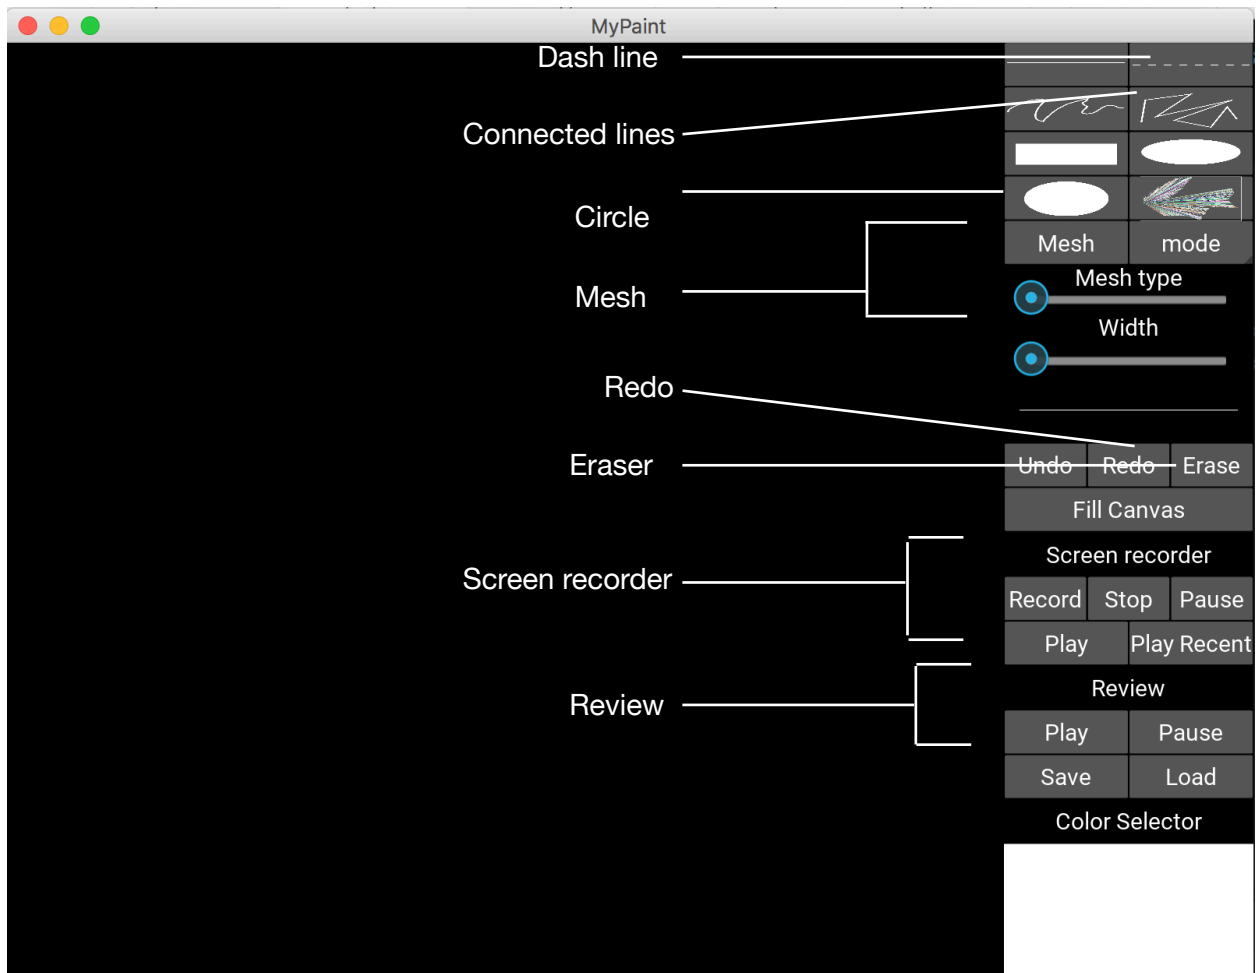 MyPaint
Dash line
Connected lines
Circle
Mesh
Mesh mode
Mesh type
Width
Redo
Undo Redo Erase
Eraser
Fill Canvas
Screen recorder
Screen recorder
Record Stop Pause
Play Play Recent
Review
Review
Play Pause
Save Load
Color Selector